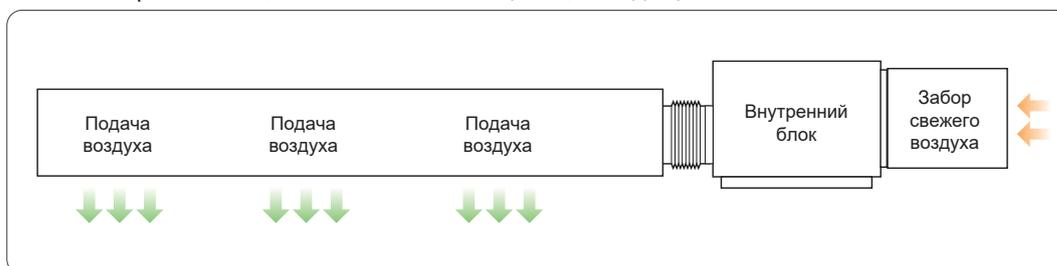 Подача
воздуха
Подача
воздуха
Подача
воздуха
Внутренний
блок
Забор
свежего
воздуха